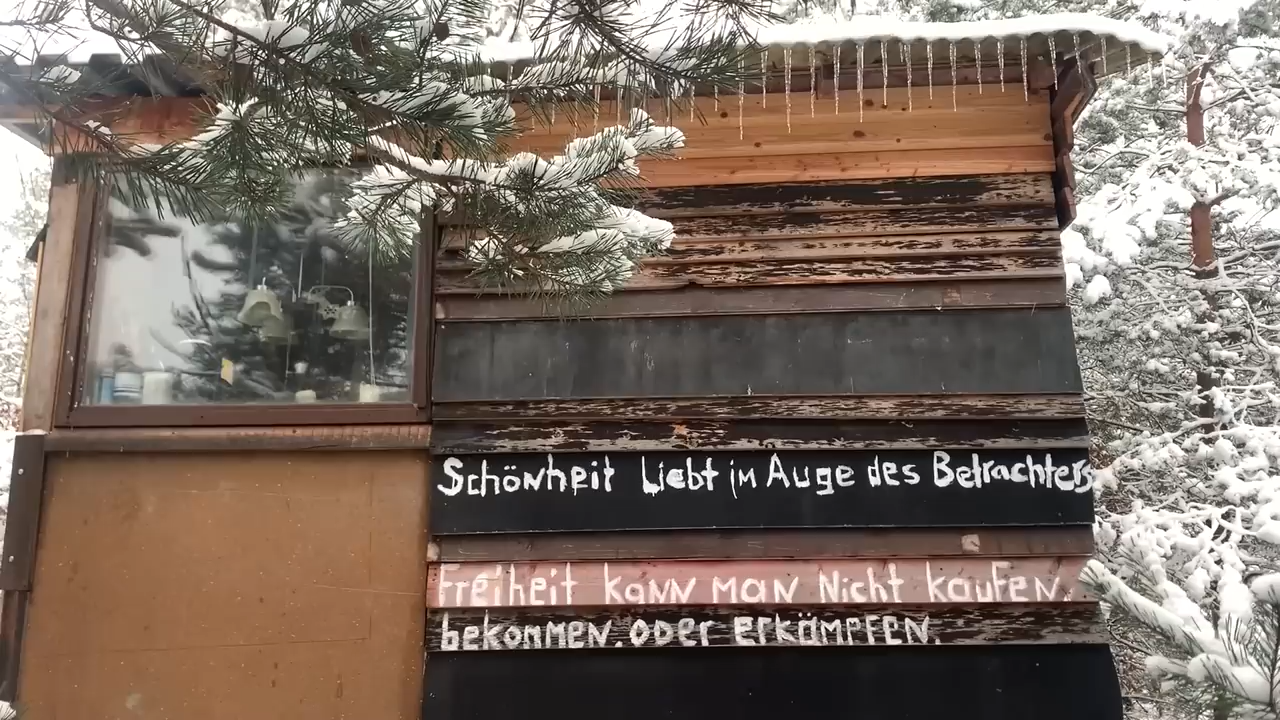 Schönheit Liebt im Auge des Betrachters
Freiheit kann man Nicht kaufen,
bekommen, oder erkämpfen.